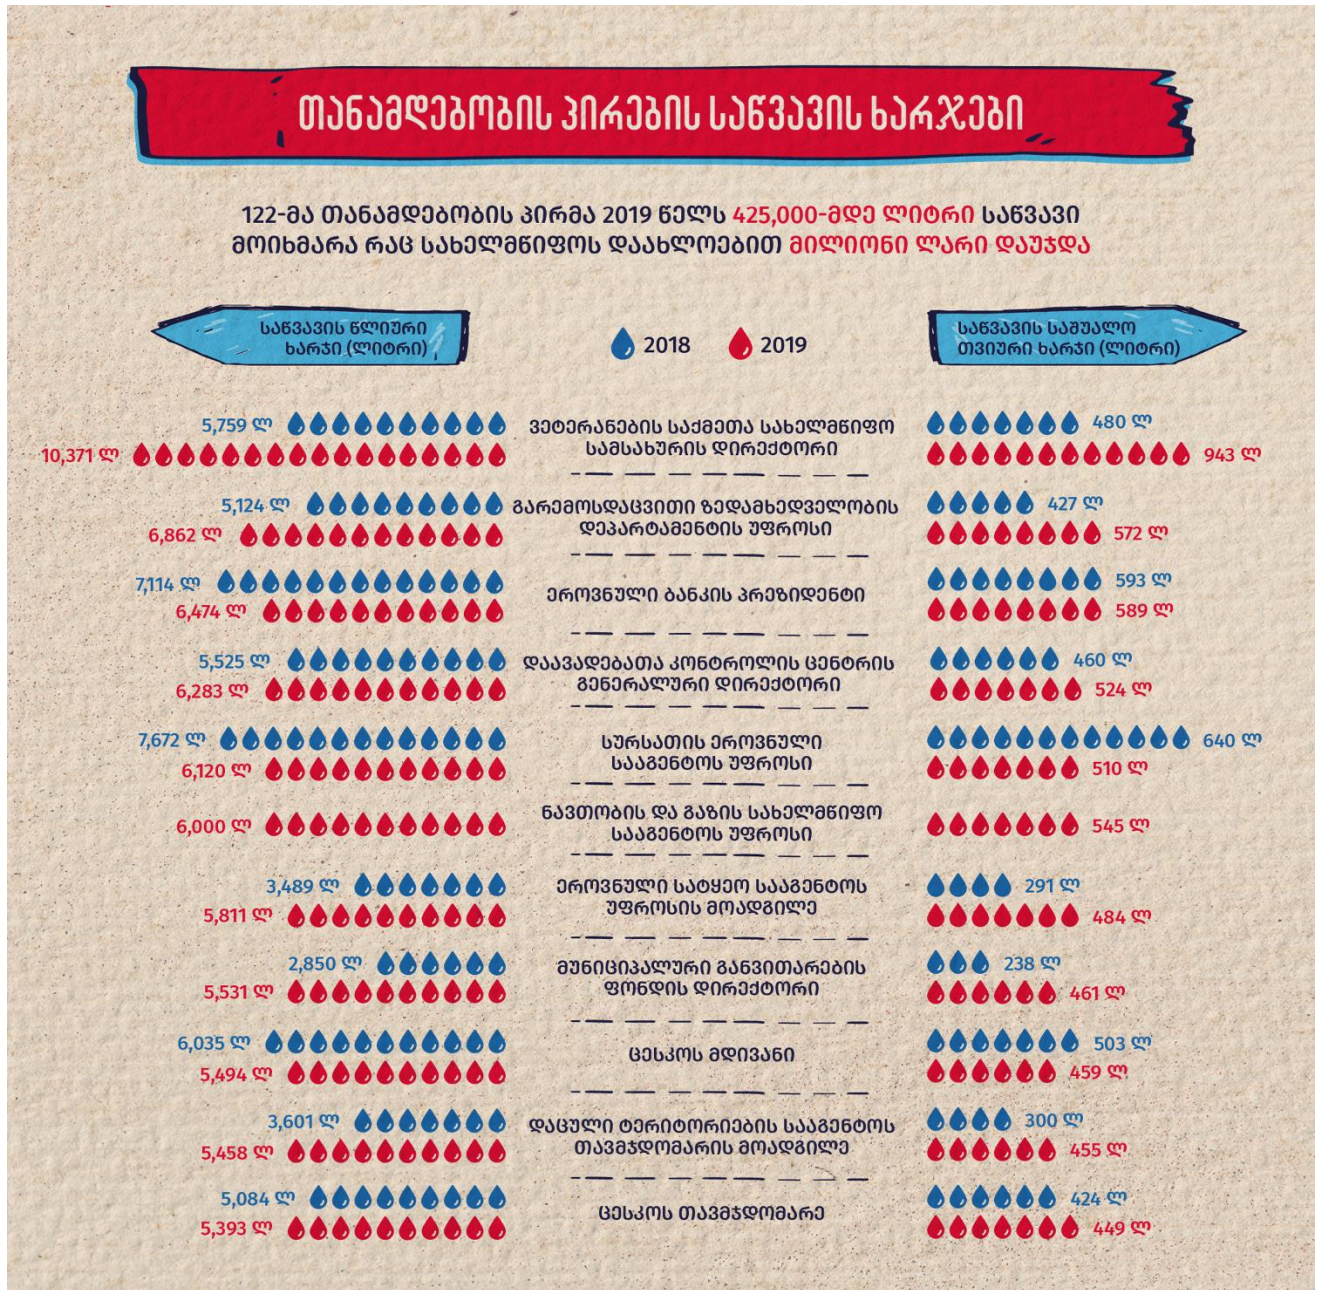 თანამდებობის პირების საწვავის ხარჯები
122-მა თანამდებობის პირმა 2019 წელს 425,000-მდე ლიტრი საწვავი
მოიხმარა რაც სახელმწიფოს დაახლოებით მილიონი ლარი დაუჯდა
საწვავის წლიური
ხარჯი (ლიტრი)
2018
2019
საწვავის საშუალო
თვიური ხარჯი (ლიტრი)
5,759 ლ
10,371 ლ
ვეტერანების საქმეთა სახელმწიფო
სამსახურის დირექტორი
480 ლ
943 ლ
5,124 ლ
6,862 ლ
გარემოსდაცვითი ზედამხედველობის
დეპარტამენტის უფროსი
427 ლ
572 ლ
7,114 ლ
6,474 ლ
ეროვნული ბანკის პრეზიდენტი
593 ლ
589 ლ
5,525 ლ
6,283 ლ
დაავადებათა კონტროლის ცენტრის
გენერალური დირექტორი
460 ლ
524 ლ
7,672 ლ
6,120 ლ
სურსათის ეროვნული
სააგენტოს უფროსი
640 ლ
510 ლ
6,000 ლ
ნავთობის და გაზის სახელმწიფო
სააგენტოს უფროსი
545 ლ
3,489 ლ
5,811 ლ
ეროვნული სატყეო სააგენტოს
უფროსის მოადგილე
291 ლ
484 ლ
2,850 ლ
5,531 ლ
მუნიციპალური განვითარების
ფონდის დირექტორი
238 ლ
461 ლ
6,035 ლ
5,494 ლ
ცესკოს მდივანი
503 ლ
459 ლ
3,601 ლ
5,458 ლ
დაცული ტერიტორიების სააგენტოს
თავმჯდომარის მოადგილე
300 ლ
455 ლ
5,084 ლ
5,393 ლ
ცესკოს თავმჯდომარე
424 ლ
449 ლ